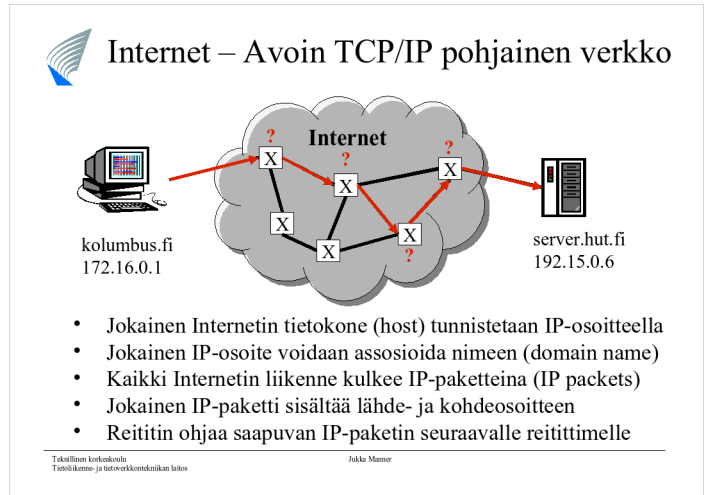 Internet – Avoin TCP/IP pohjainen verkko
Internet
?
?
?
X
X
X
X
X
X
?
kolumbus.fi
172.16.0.1
server.hut.fi
192.15.0.6
• Jokainen Internetin tietokone (host) tunnistetaan IP-osoitteella
• Jokainen IP-osoite voidaan assosioida nimeen (domain name)
• Kaikki Internetin liikenne kulkee IP-paketteina (IP packets)
• Jokainen IP-paketti sisältää lähde- ja kohdeosoitteen
• Reititin ohjaa saapuvan IP-paketin seuraavalle reitittimelle
Teknillinen korkeakoulu
Tietoliikenne- ja tietoverkkontekniikan laitos
Jukka Manner